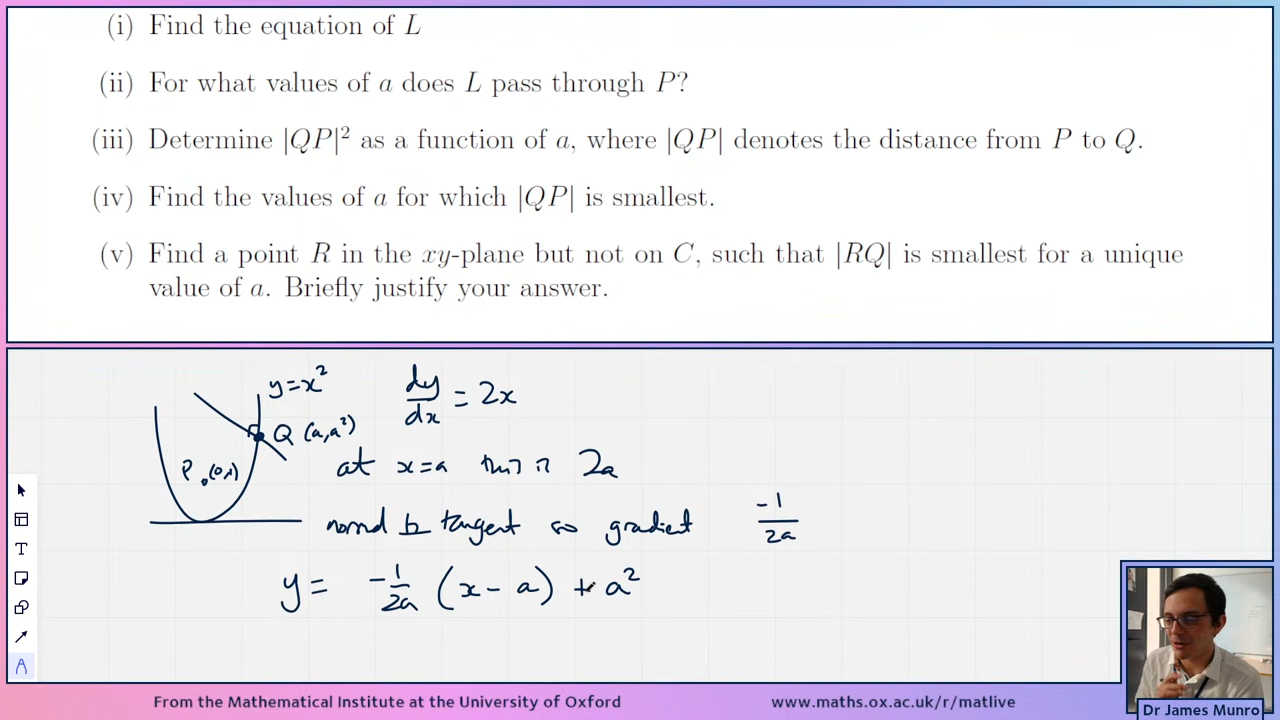 (i) Find the equation of L
(ii) For what values of a does L pass through P?
(iii) Determine |QP|² as a function of a, where |QP| denotes the distance from P to Q.
(iv) Find the values of a for which |QP| is smallest.
(v) Find a point R in the xy-plane but not on C, such that |RQ| is smallest for a unique
value of a. Briefly justify your answer.
y=x²
dy/dx = 2x
Q (a,a²)
P (0,1)
at x=a this is 2a
normal ⊥ tangent so gradient -1/2a
y = -1/2a (x-a) + a²
T
From the Mathematical Institute at the University of Oxford
www.maths.ox.ac.uk/r/matlive
Dr James Munro